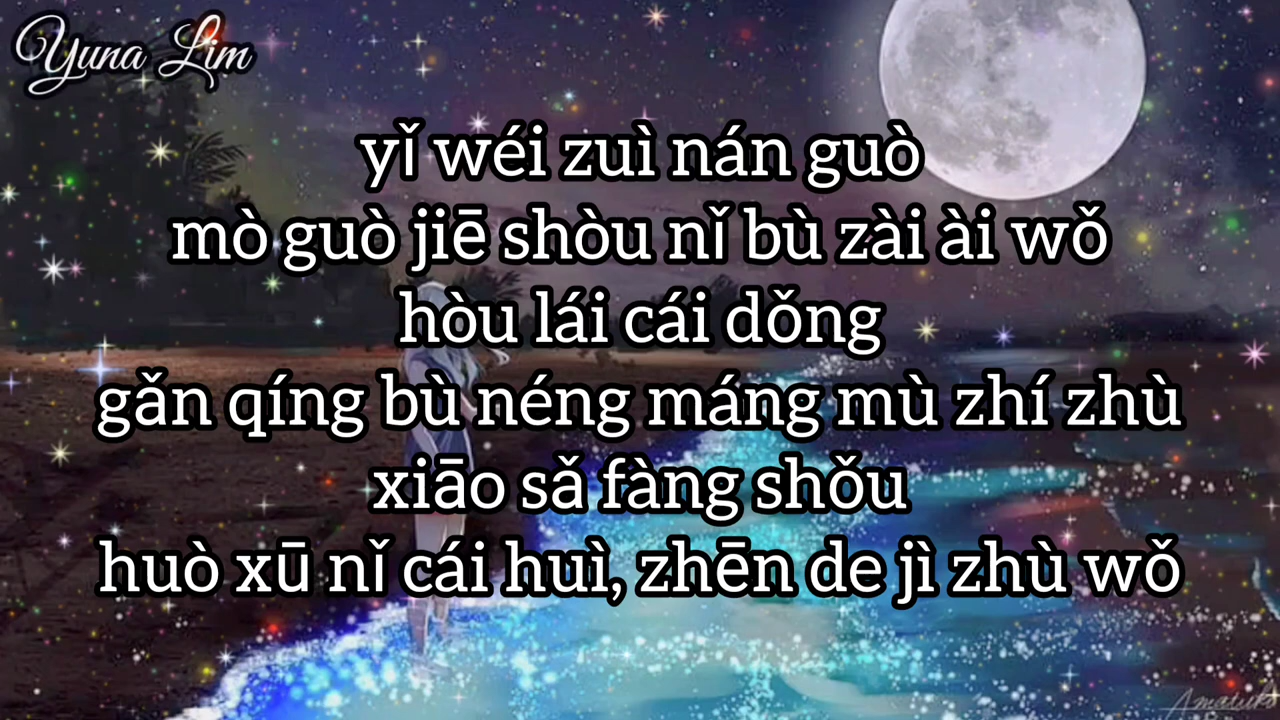 Yuna Lim
yǐ wéi zuì nán guò
mò guò jiē shòu nǐ bù zài ài wǒ
hòu lái cái dǒng
gǎn qíng bù néng máng mù zhí zhù
xiāo sǎ fàng shǒu
huò xū nǐ cái huì, zhēn de jì zhù wǒ